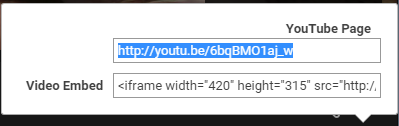 YouTube Page
http://youtu.be/6bqBMO1aj_w
Video Embed <iframe width="420" height="315" src="http:/